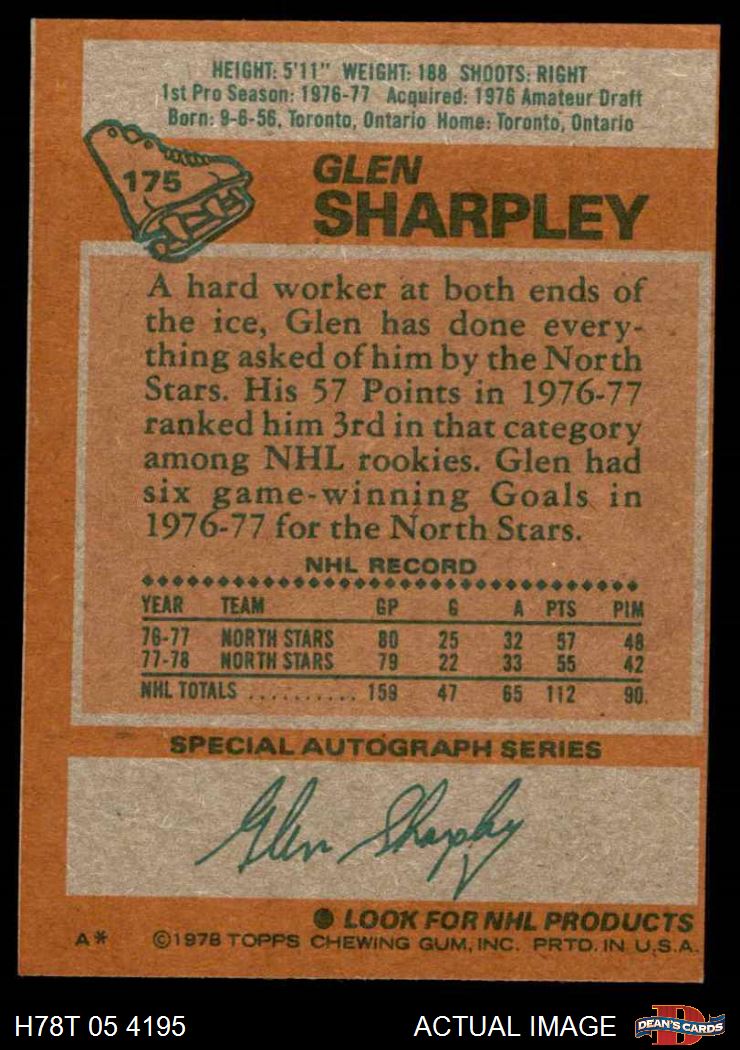 HEIGHT: 5'11" WEIGHT: 188 SHOOTS: RIGHT
1st Pro Season: 1976-77 Acquired: 1976 Amateur Draft
Born: 9-6-56, Toronto, Ontario Home: Toronto, Ontario
175
GLEN
SHARPLEY
A hard worker at both ends of
the ice, Glen has done every-
thing asked of him by the North
Stars. His 57 Points in 1976-77
ranked him 3rd in that category
among NHL rookies. Glen had
six game-winning Goals in
1976-77 for the North Stars.
NHL RECORD
YEAR TEAM GP G A PTS PIM
76-77 NORTH STARS 80 25 32 57 48
77-78 NORTH STARS 79 22 33 55 42
NHL TOTALS .......... 159 47 65 112 90
SPECIAL AUTOGRAPH SERIES
Glen Sharpley
● LOOK FOR NHL PRODUCTS
A* ©1978 TOPPS CHEWING GUM, INC. PRTD. IN U.S.A.
H78T 05 4195 ACTUAL IMAGE D DEAN'S CARDS